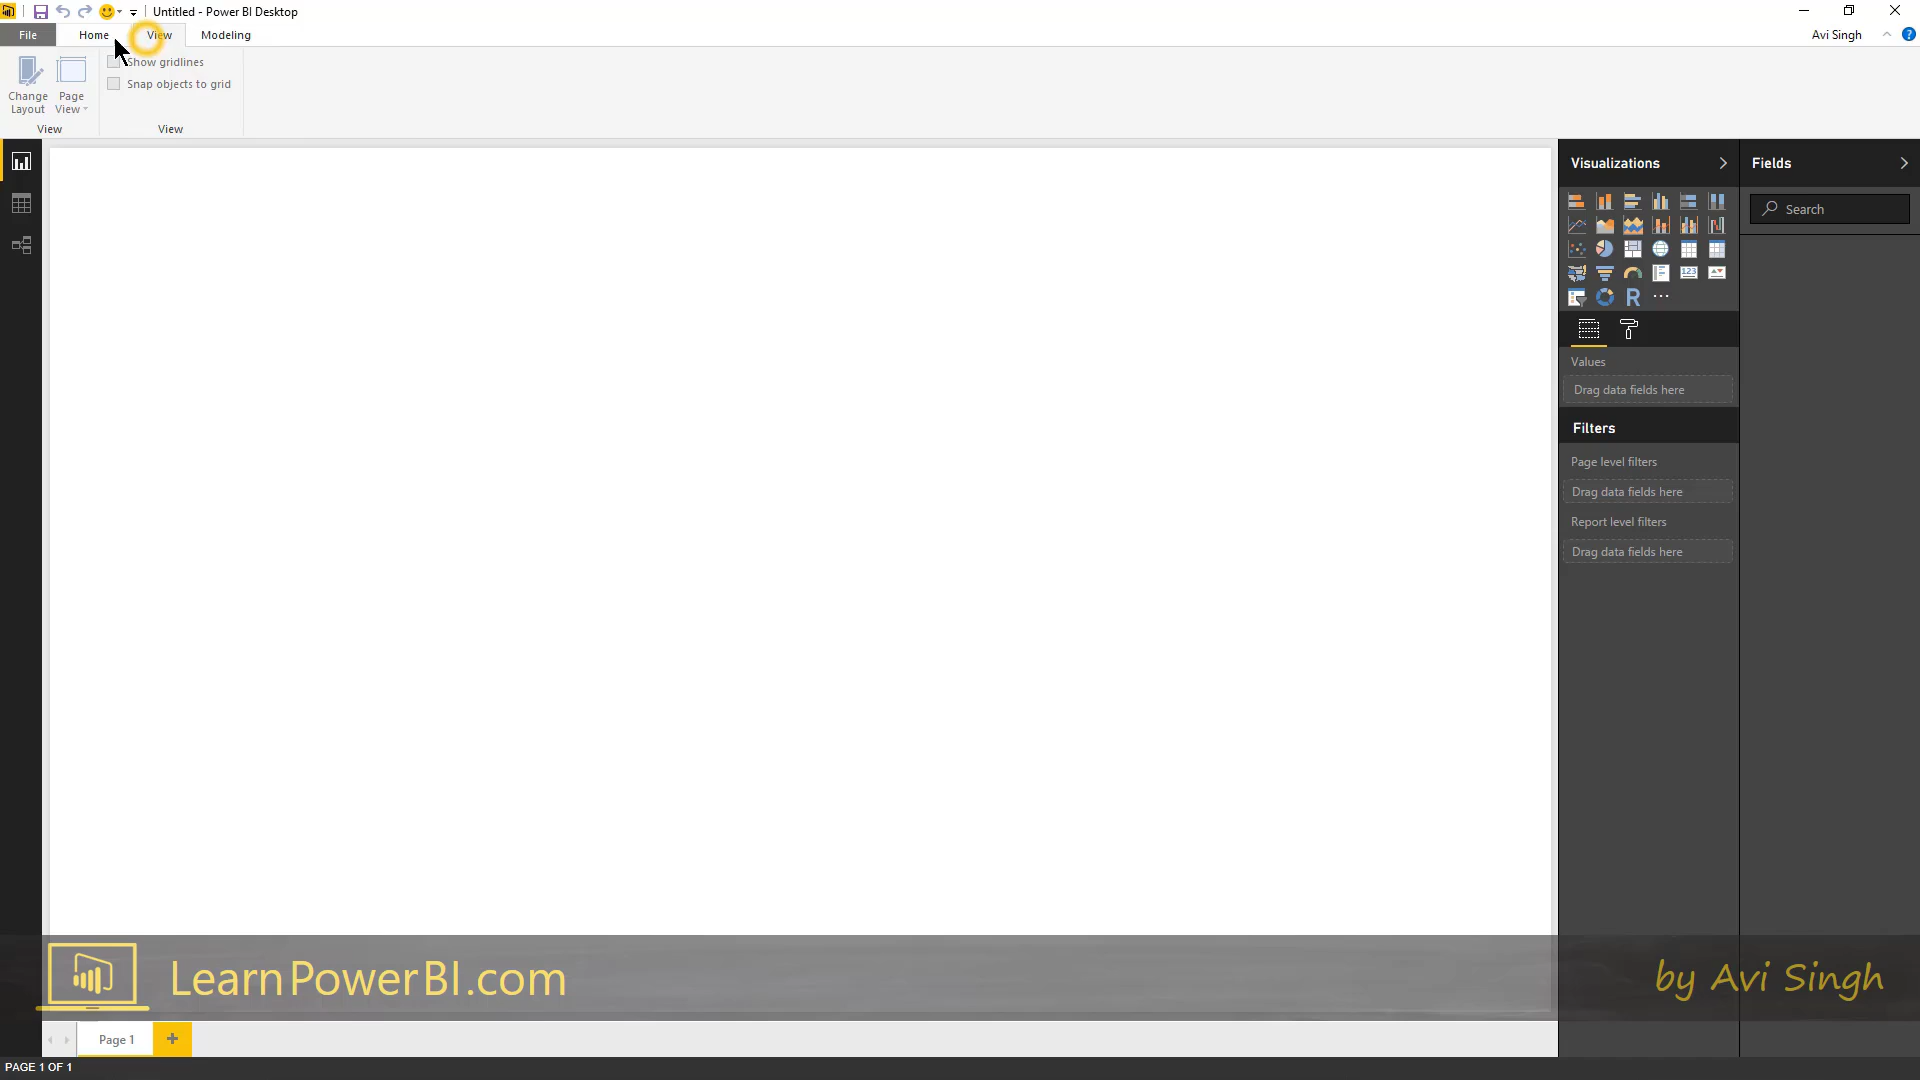 Untitled - Power BI Desktop
File
Home
View
Modeling
Avi Singh
?
Change
Layout
Page
View
Show gridlines
Snap objects to grid
View
View
Visualizations
Fields
Search
123
R
...
Values
Drag data fields here
Filters
Page level filters
Drag data fields here
Report level filters
Drag data fields here
LearnPowerBI.com
by Avi Singh
Page 1
+
PAGE 1 OF 1